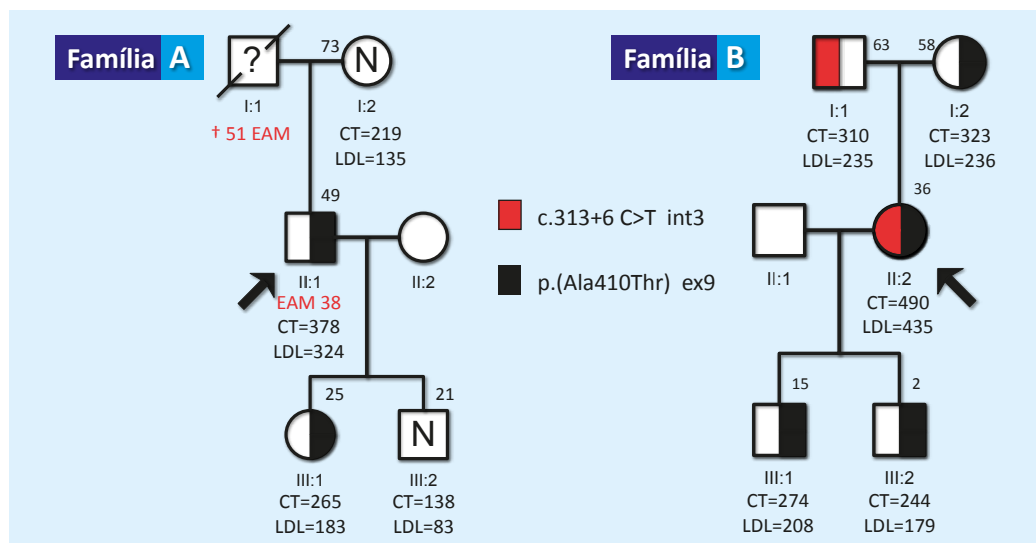 Família A
?
73
N
I:1
† 51 EAM
I:2
CT=219
LDL=135
49
II:1
EAM 38
CT=378
LDL=324
II:2
25
III:1
CT=265
LDL=183
21
N
III:2
CT=138
LDL=83
c.313+6 C>T int3
p.(Ala410Thr) ex9
Família B
63
I:1
CT=310
LDL=235
58
I:2
CT=323
LDL=236
II:1
36
II:2
CT=490
LDL=435
15
III:1
CT=274
LDL=208
2
III:2
CT=244
LDL=179